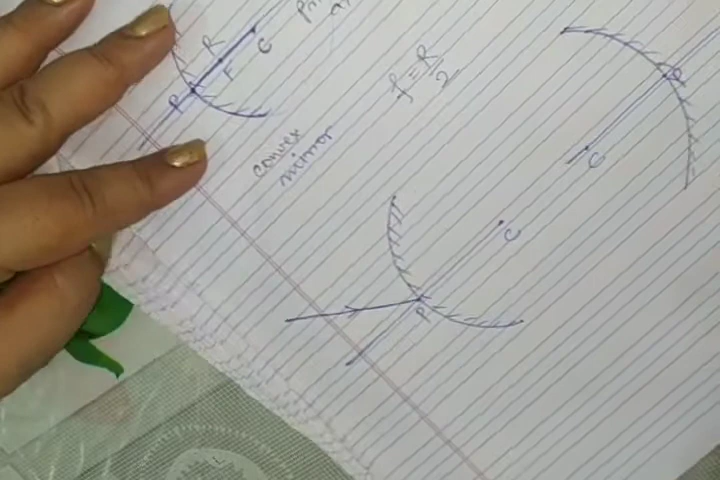 P R F C
convex
mirror
f = R/2
P C
P C